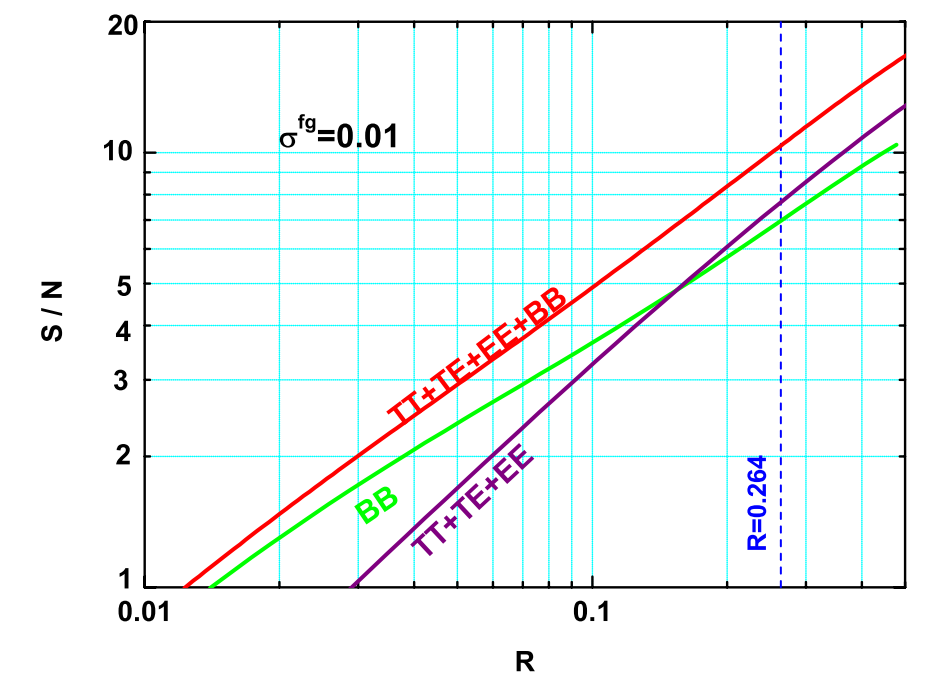 20
σ^fg=0.01
10
TT+TE+EE+BB
5
4
S / N
3
2
BB
TT+TE+EE
R=0.264
1
0.01
0.1
R